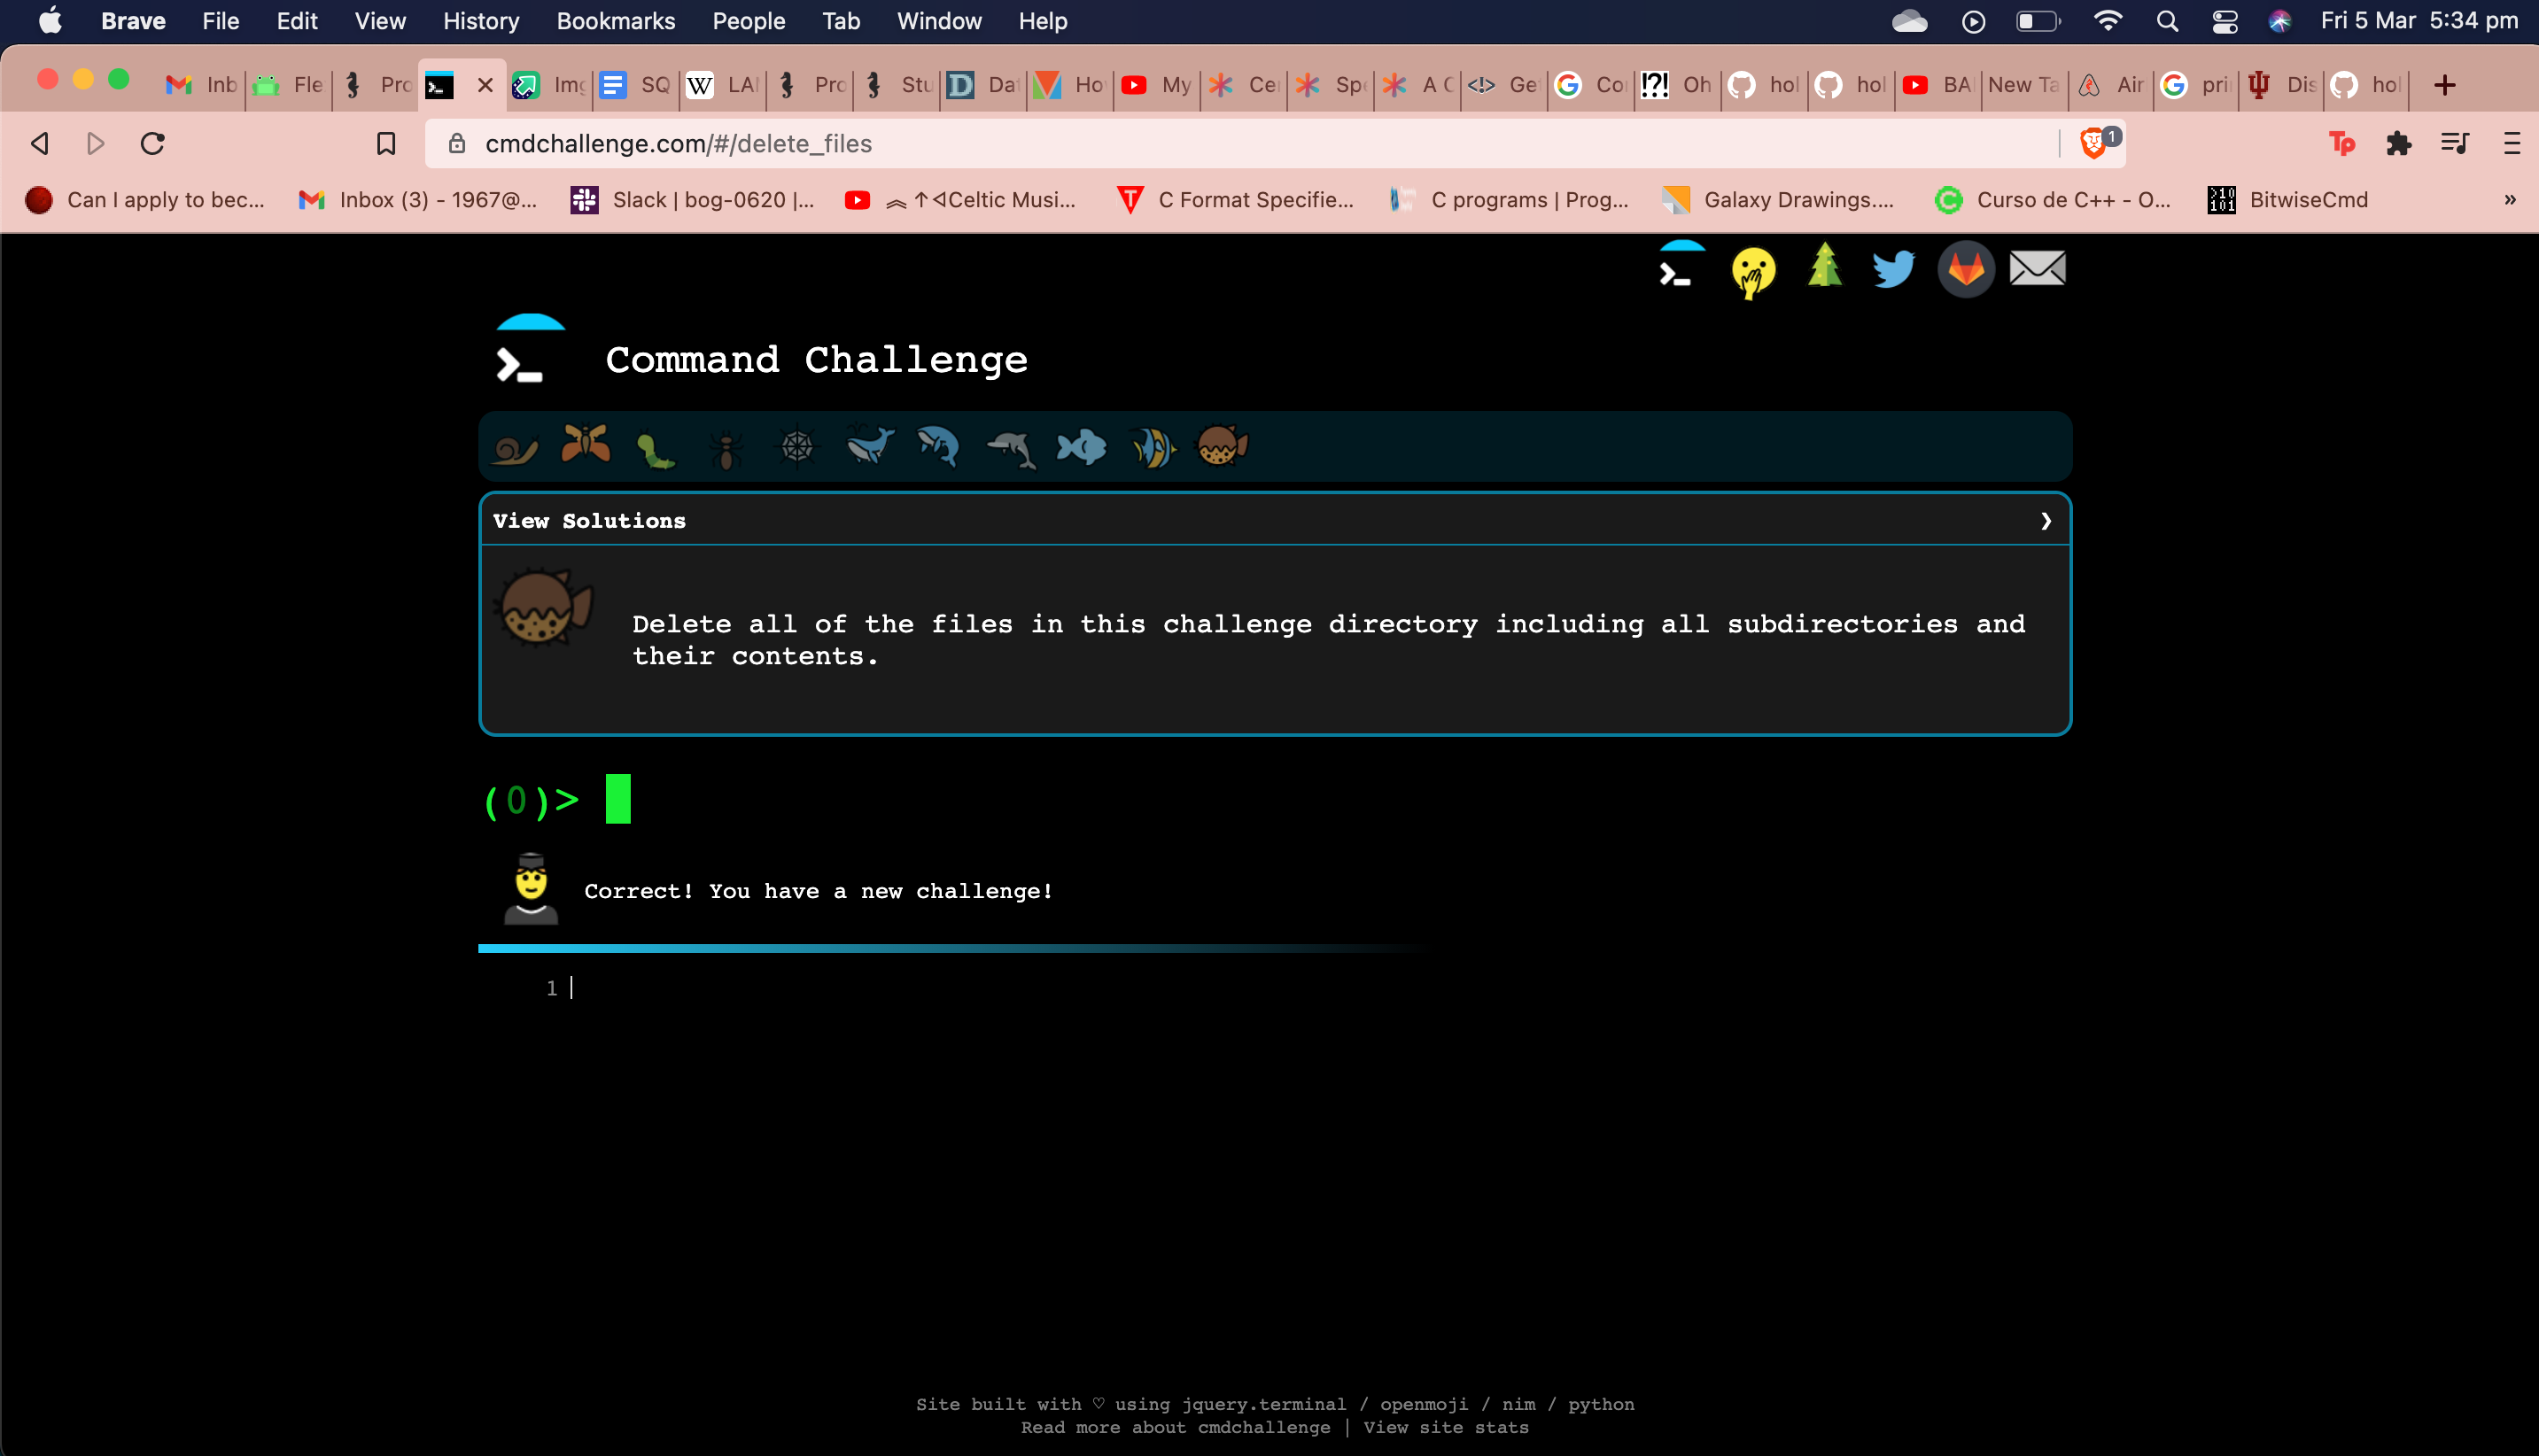 Brave File Edit View History Bookmarks People Tab Window Help Fri 5 Mar 5:34 pm
Inb Fle Pro Img SQ LA Pro Stu Da Ho My Cer Spe A C Ge Co Oh hol hol BA New Ta Air pri Dis hol
cmdchallenge.com/#/delete_files 1
Can I apply to bec... Inbox (3) - 1967@... Slack | bog-0620 |... ︽↑⊲Celtic Musi... C Format Specifie... C programs | Prog... Galaxy Drawings.... Curso de C++ - O... BitwiseCmd »
Command Challenge
View Solutions ❯
Delete all of the files in this challenge directory including all subdirectories and
their contents.
(0)>
Correct! You have a new challenge!
1
Site built with ♡ using jquery.terminal / openmoji / nim / python
Read more about cmdchallenge | View site stats